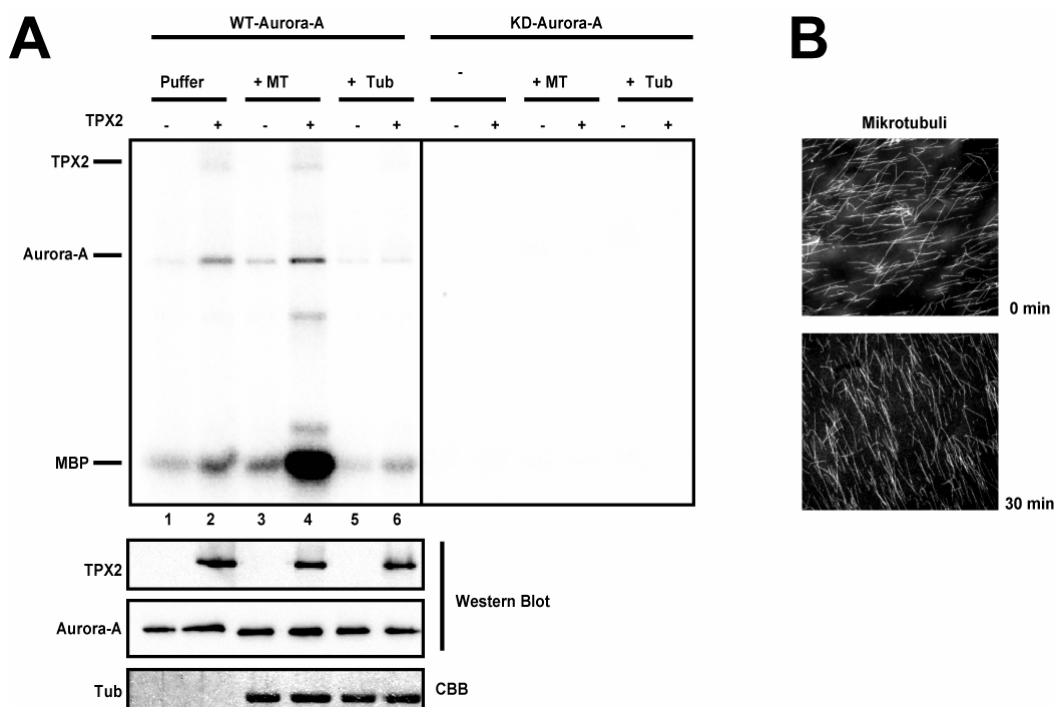 A
B
WT-Aurora-A KD-Aurora-A
Puffer + MT + Tub - + MT + Tub
TPX2 - + - + - + - + - + - +
Mikrotubuli
TPX2
Aurora-A
0 min
MBP
30 min
1 2 3 4 5 6
TPX2
Western Blot
Aurora-A
Tub
CBB